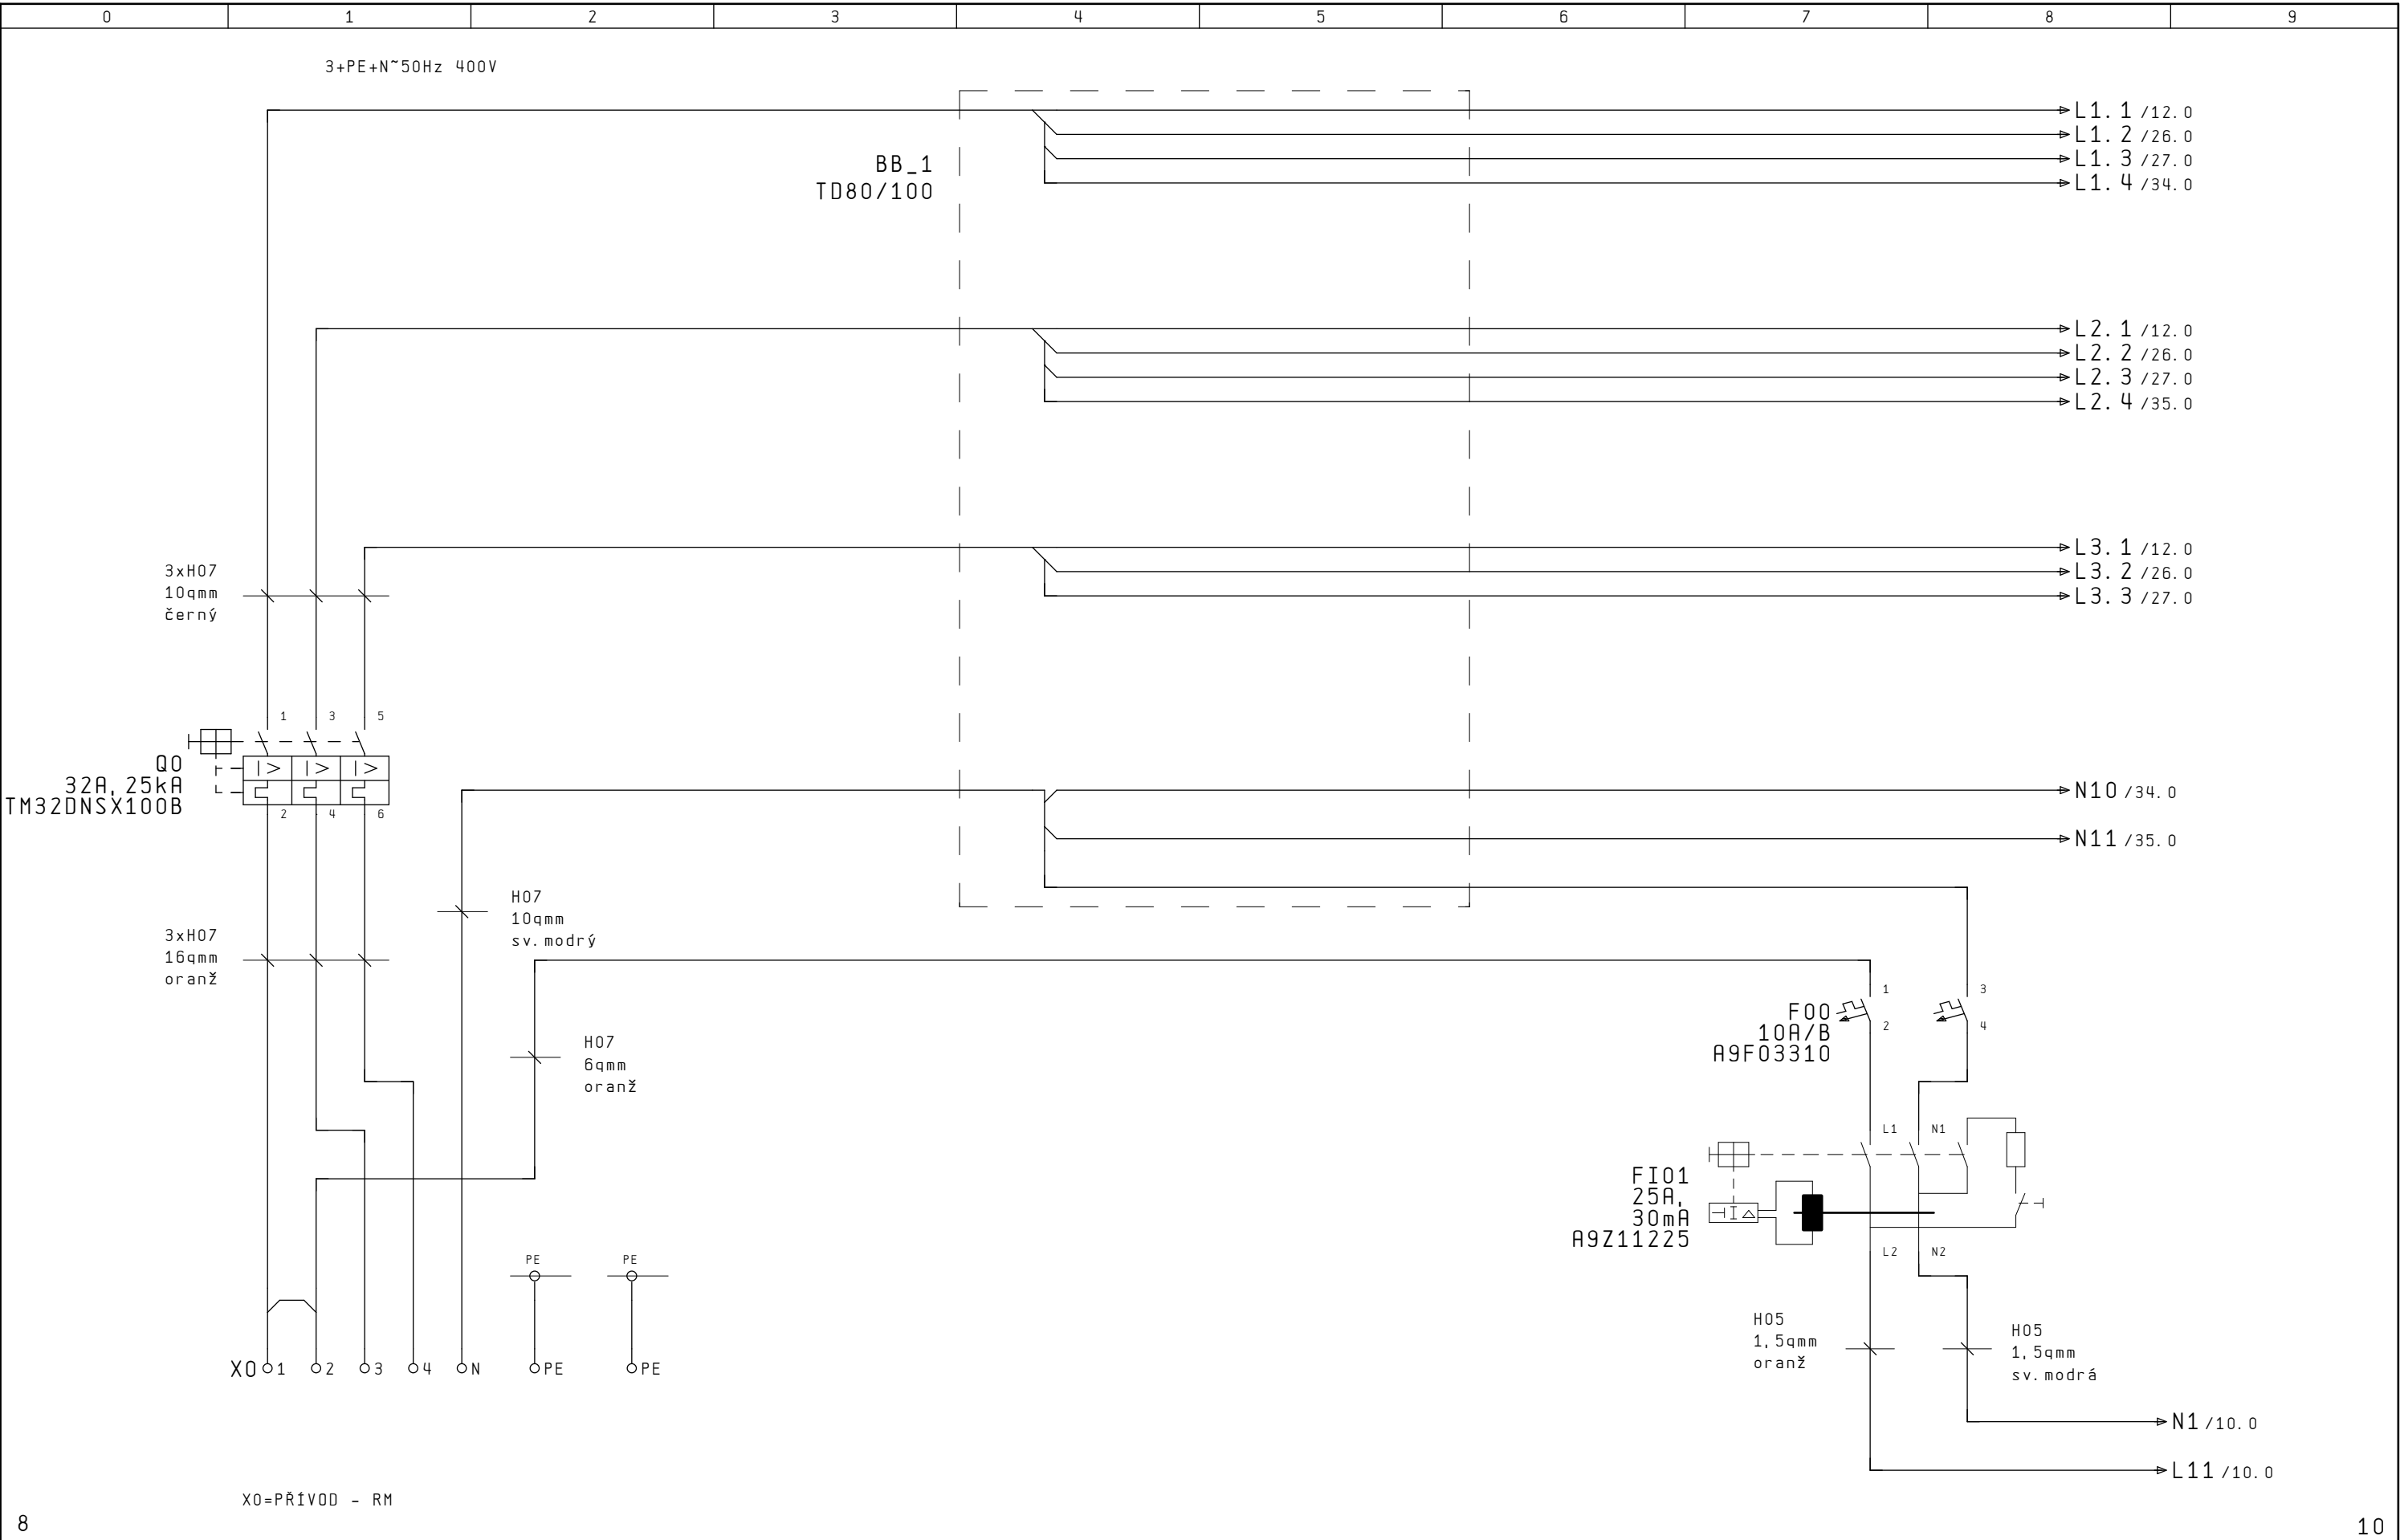 0 1 2 3 4 5 6 7 8 9
3+PE+N~50Hz 400V
L1.1 /12.0
L1.2 /26.0
L1.3 /27.0
L1.4 /34.0
BB_1
TD80/100
L2.1 /12.0
L2.2 /26.0
L2.3 /27.0
L2.4 /35.0
L3.1 /12.0
L3.2 /26.0
L3.3 /27.0
3xH07
10qmm
černý
1 3 5
Q0
32A,25kA
TM32DNSX100B
I> I> I>
2 4 6
N10 /34.0
N11 /35.0
H07
10qmm
sv.modrý
3xH07
16qmm
oranž
H07
6qmm
oranž
F00
10A/B
A9F03310
1 3
2 4
FI01
25A,
30mA
A9Z11225
L1 N1
I
L2 N2
PE PE
H05
1,5qmm
oranž
H05
1,5qmm
sv.modrá
X0 1 2 3 4 N PE PE
N1 /10.0
L11 /10.0
X0=PŘÍVOD - RM
8 10